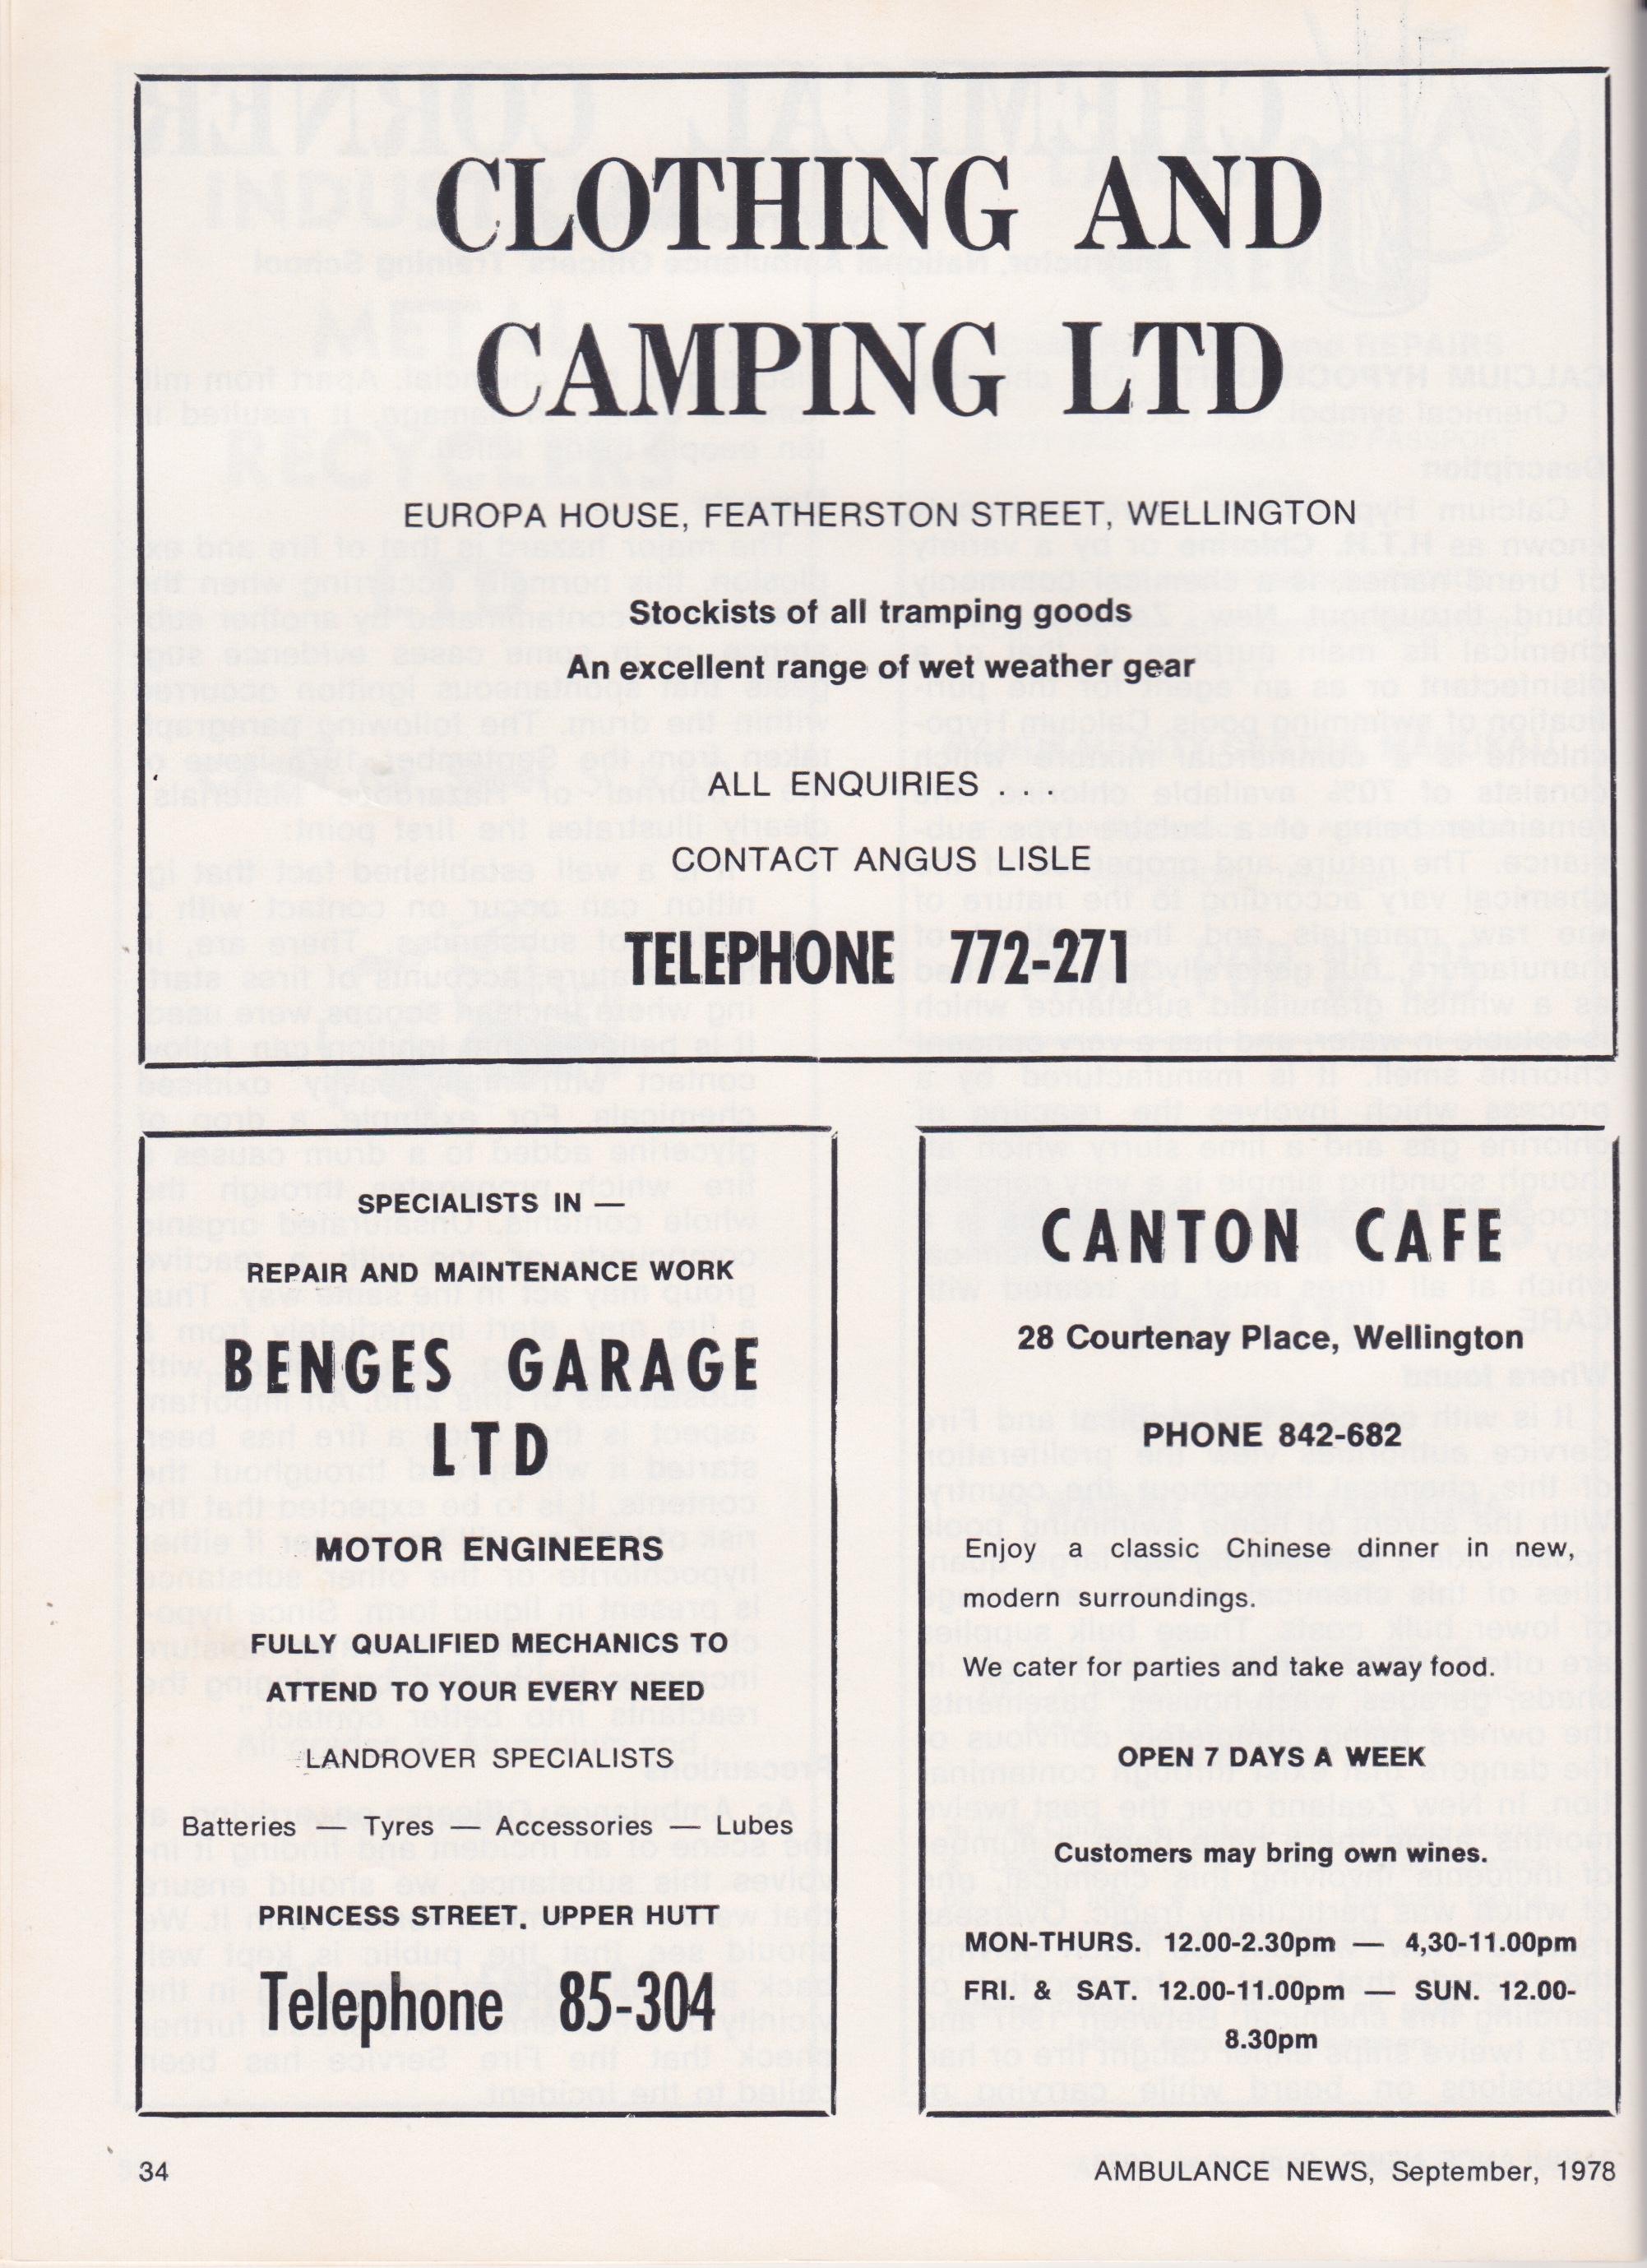 CLOTHING AND
CAMPING LTD
EUROPA HOUSE, FEATHERSTON STREET, WELLINGTON
Stockists of all tramping goods
An excellent range of wet weather gear
ALL ENQUIRIES . . .
CONTACT ANGUS LISLE
TELEPHONE 772-271
SPECIALISTS IN —
REPAIR AND MAINTENANCE WORK
BENGES GARAGE
LTD
MOTOR ENGINEERS
FULLY QUALIFIED MECHANICS TO
ATTEND TO YOUR EVERY NEED
LANDROVER SPECIALISTS
Batteries — Tyres — Accessories — Lubes
PRINCESS STREET, UPPER HUTT
Telephone 85-304
CANTON CAFE
28 Courtenay Place, Wellington
PHONE 842-682
Enjoy a classic Chinese dinner in new,
modern surroundings.
We cater for parties and take away food.
OPEN 7 DAYS A WEEK
Customers may bring own wines.
MON-THURS. 12.00-2.30pm — 4,30-11.00pm
FRI. & SAT. 12.00-11.00pm — SUN. 12.00-
8.30pm
34
AMBULANCE NEWS, September, 1978